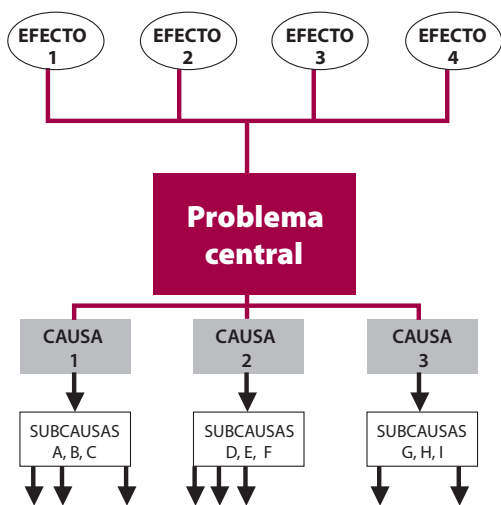 EFECTO
1
EFECTO
2
EFECTO
3
EFECTO
4
Problema
central
CAUSA
1
CAUSA
2
CAUSA
3
SUBCAUSAS
A, B, C
SUBCAUSAS
D, E, F
SUBCAUSAS
G, H, I